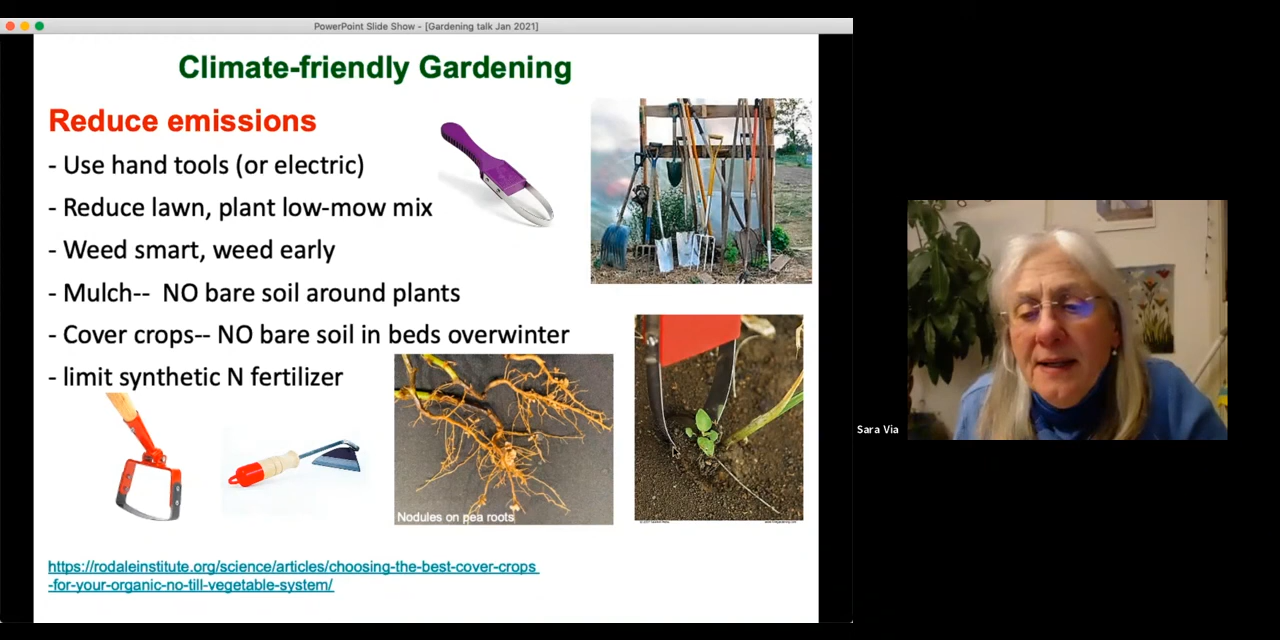 PowerPoint Slide Show - [Gardening talk Jan 2021]
Climate-friendly Gardening
Reduce emissions
- Use hand tools (or electric)
- Reduce lawn, plant low-mow mix
- Weed smart, weed early
- Mulch-- NO bare soil around plants
- Cover crops-- NO bare soil in beds overwinter
- limit synthetic N fertilizer
Sara Via
Nodules on pea roots
https://rodaleinstitute.org/science/articles/choosing-the-best-cover-crops
-for-your-organic-no-till-vegetable-system/